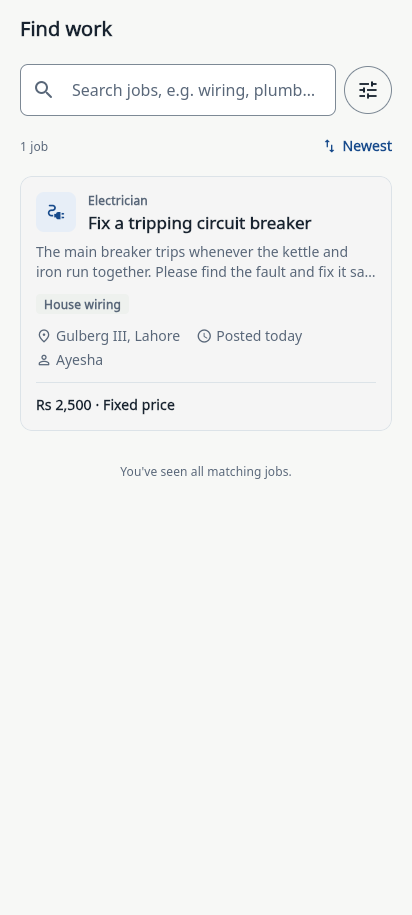 Find work
Search jobs, e.g. wiring, plumb...
1 job
Newest
Electrician
Fix a tripping circuit breaker
The main breaker trips whenever the kettle and
iron run together. Please find the fault and fix it sa...
House wiring
Gulberg III, Lahore
Posted today
Ayesha
Rs 2,500 · Fixed price
You've seen all matching jobs.